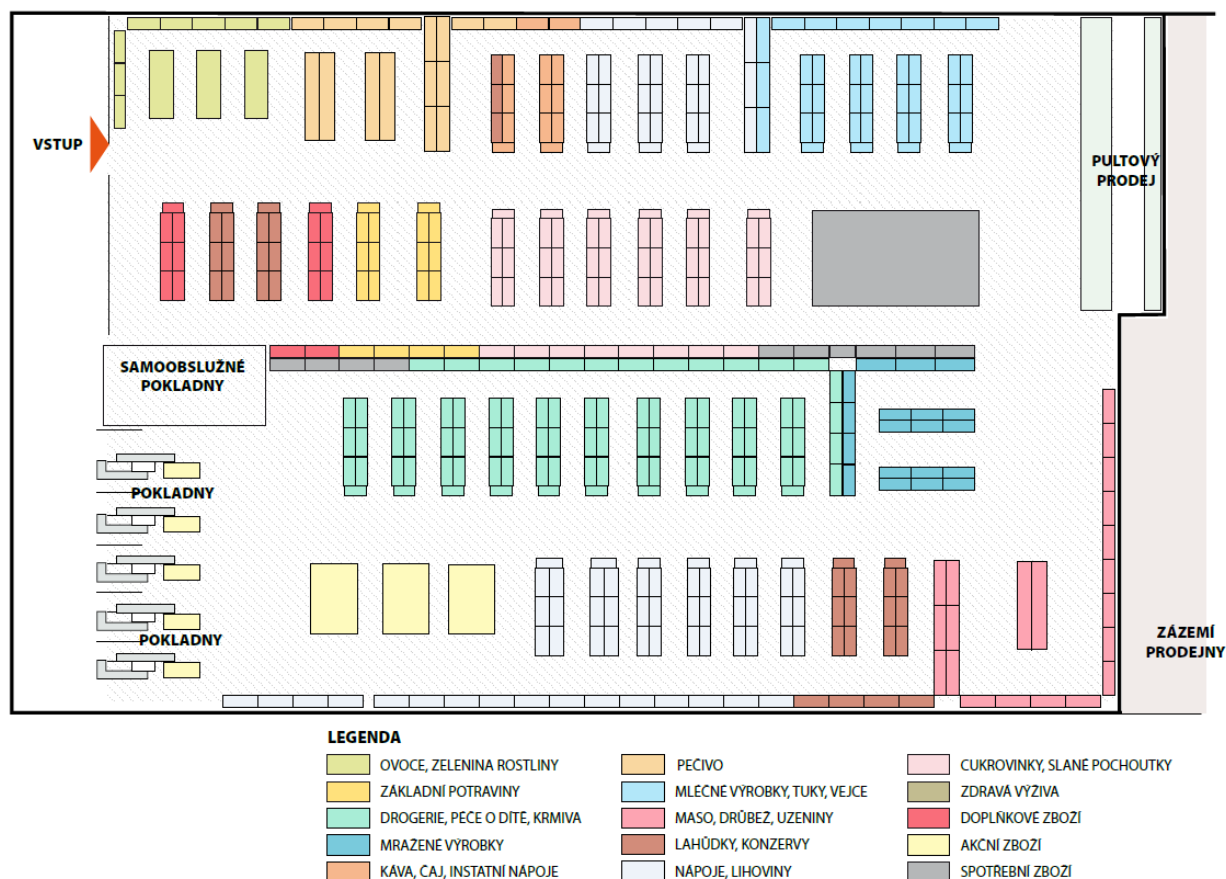 VSTUP
PULTOVÝ
PRODEJ
SAMOOBSLUŽNÉ
POKLADNY
POKLADNY
POKLADNY
ZÁZEMÍ
PRODEJNY
LEGENDA
OVOCE, ZELENINA ROSTLINY
PEČIVO
CUKROVINKY, SLANÉ POCHOUTKY
ZÁKLADNÍ POTRAVINY
MLÉČNÉ VÝROBKY, TUKY, VEJCE
ZDRAVÁ VÝŽIVA
DROGERIE, PÉČE O DÍTĚ, KRMIVA
MASO, DRŮBEŽ, UZENINY
DOPLŇKOVÉ ZBOŽÍ
MRAŽENÉ VÝROBKY
LAHŮDKY, KONZERVY
AKČNÍ ZBOŽÍ
KÁVA, ČAJ, INSTATNÍ NÁPOJE
NÁPOJE, LIHOVINY
SPOTŘEBNÍ ZBOŽÍ